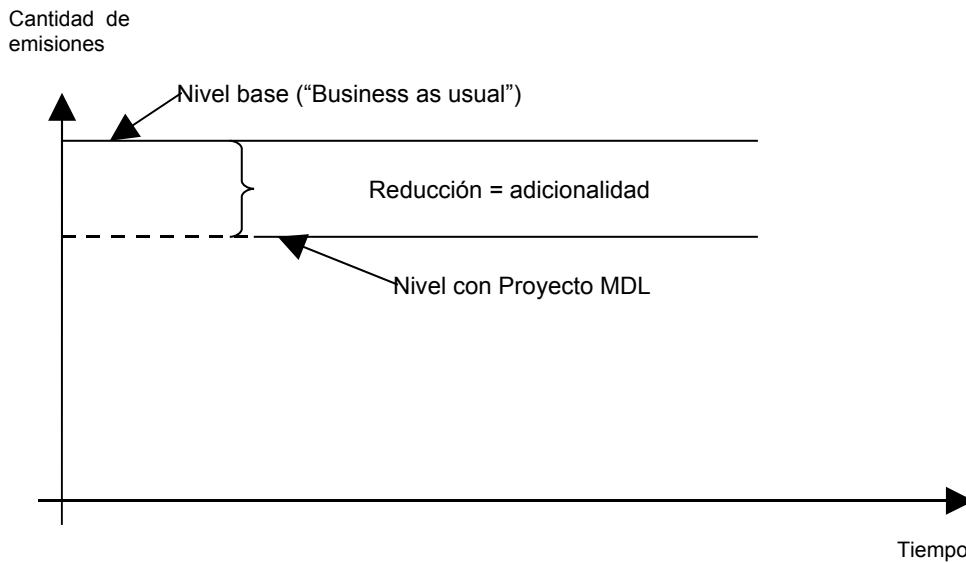 Cantidad de
emisiones
Nivel base (“Business as usual”)
Reducción = adicionalidad
Nivel con Proyecto MDL
Tiempo